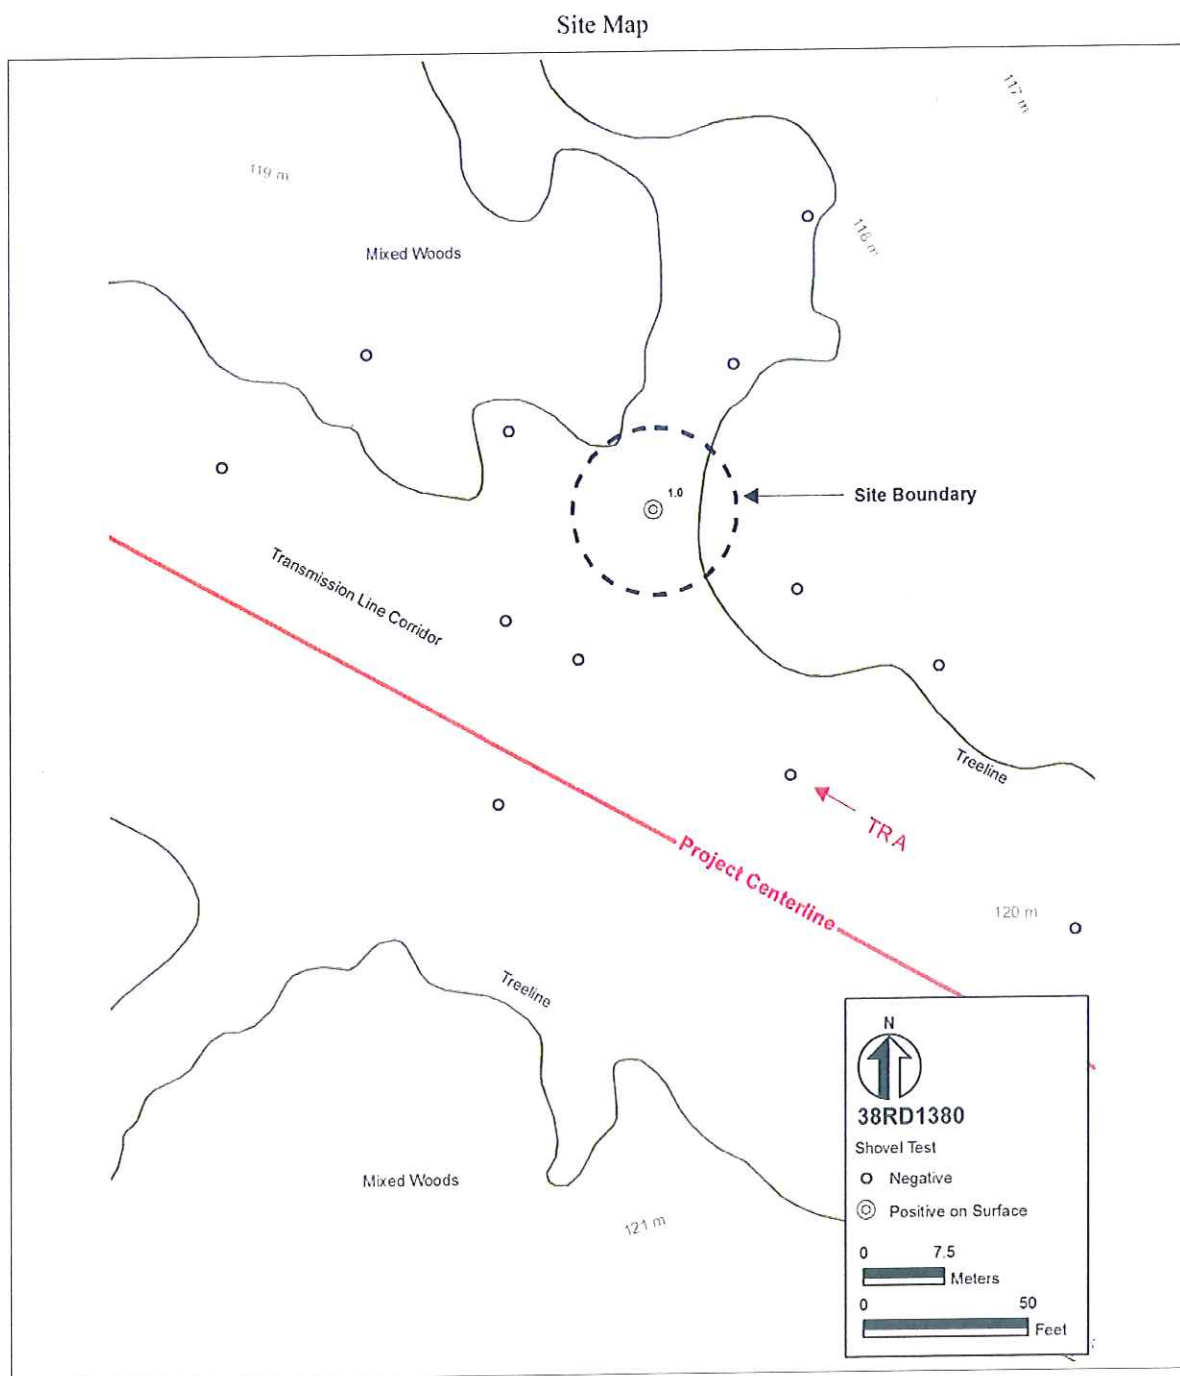 Site Map
117 m
119 m
116 m
Mixed Woods
1.0
Site Boundary
Transmission Line Corridor
Treeline
TRA
Project Centerline
120 m
Treeline
N
38RD1380
Shovel Test
Negative
Positive on Surface
0 7.5
Meters
0 50
Feet
Mixed Woods
121 m